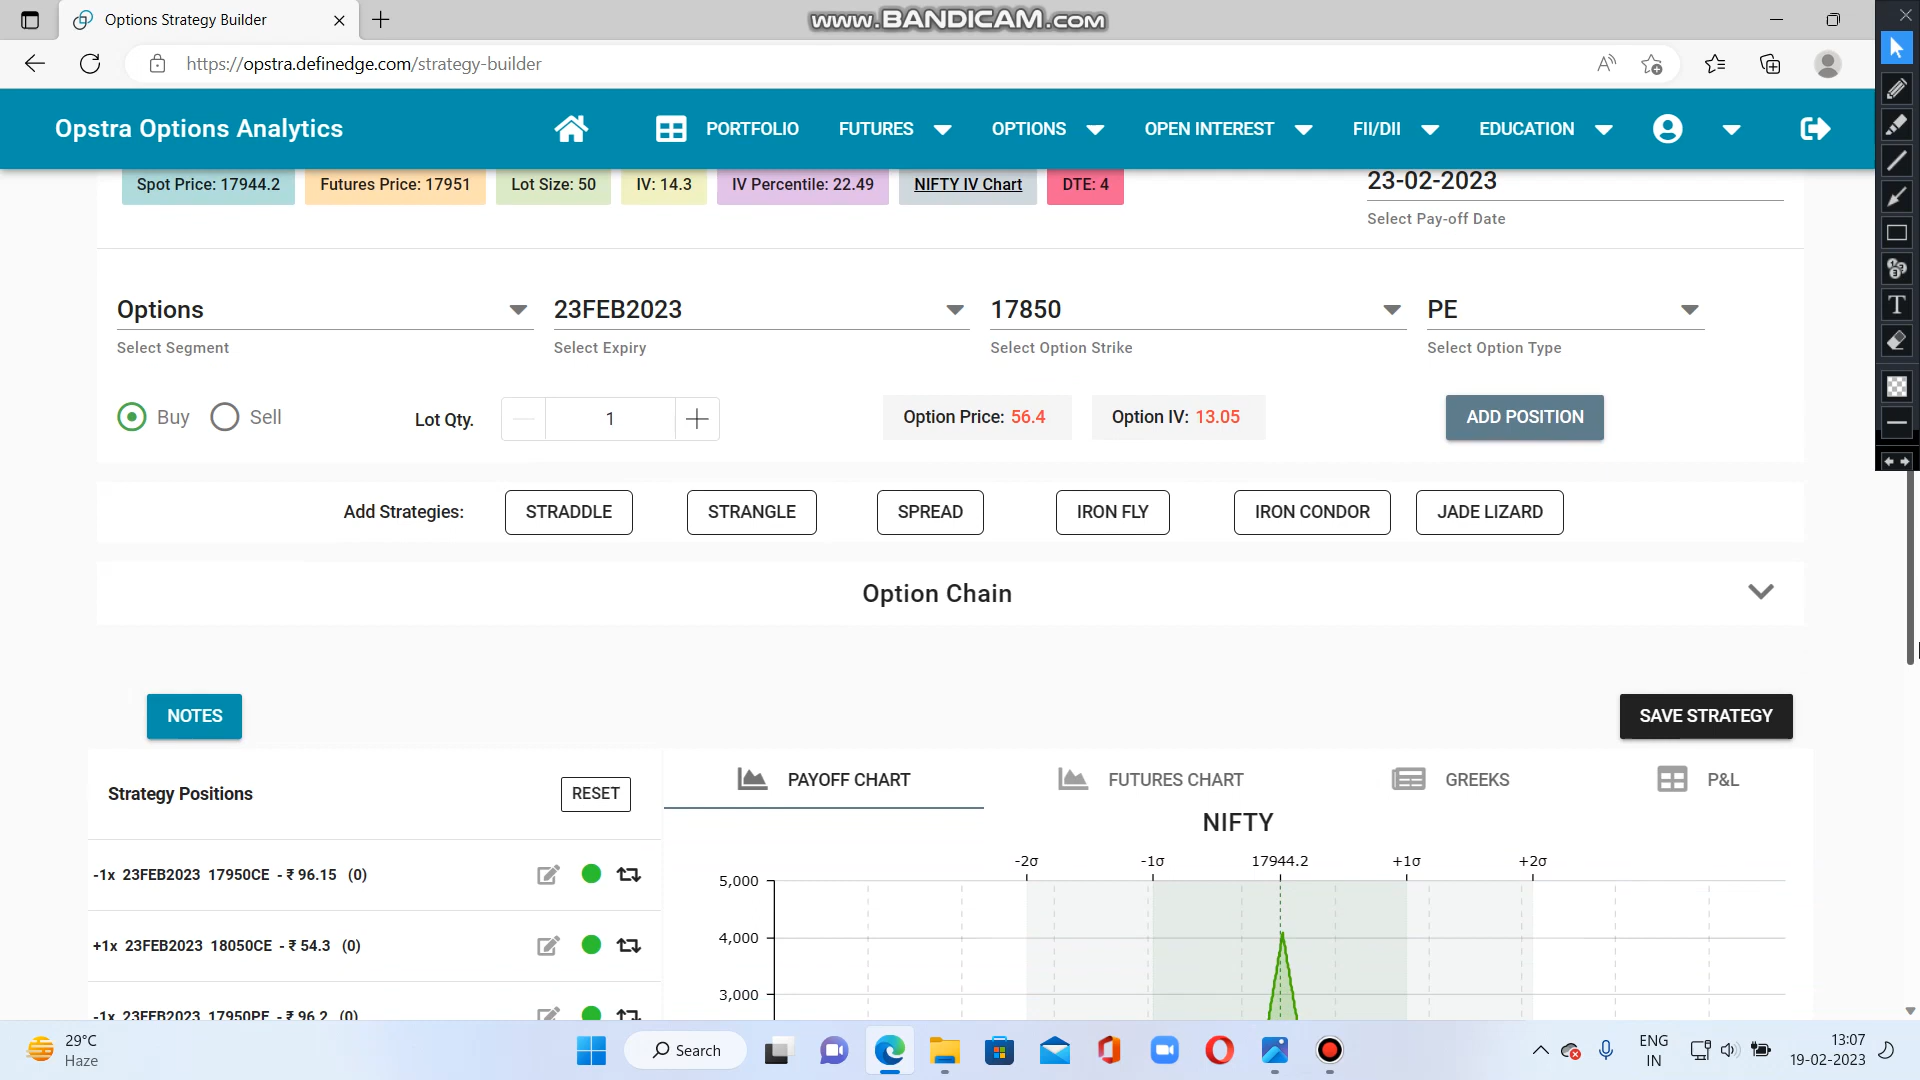 Options Strategy Builder
www.BANDICAM.com
https://opstra.definedge.com/strategy-builder
Opstra Options Analytics
PORTFOLIO
FUTURES
OPTIONS
OPEN INTEREST
FII/DII
EDUCATION
Spot Price: 17944.2
Futures Price: 17951
Lot Size: 50
IV: 14.3
IV Percentile: 22.49
NIFTY IV Chart
DTE: 4
23-02-2023
Select Pay-off Date
Options
23FEB2023
17850
PE
Select Segment
Select Expiry
Select Option Strike
Select Option Type
Buy
Sell
Lot Qty.
1
Option Price: 56.4
Option IV: 13.05
ADD POSITION
Add Strategies:
STRADDLE
STRANGLE
SPREAD
IRON FLY
IRON CONDOR
JADE LIZARD
Option Chain
NOTES
SAVE STRATEGY
Strategy Positions
RESET
PAYOFF CHART
FUTURES CHART
GREEKS
P&L
NIFTY
-2σ
-1σ
17944.2
+1σ
+2σ
5,000
4,000
3,000
-1x 23FEB2023 17950CE - ₹ 96.15 (0)
+1x 23FEB2023 18050CE - ₹ 54.3 (0)
-1x 23FEB2023 17950PE - ₹ 96.2 (0)
29°C
Haze
Search
ENG
IN
13:07
19-02-2023